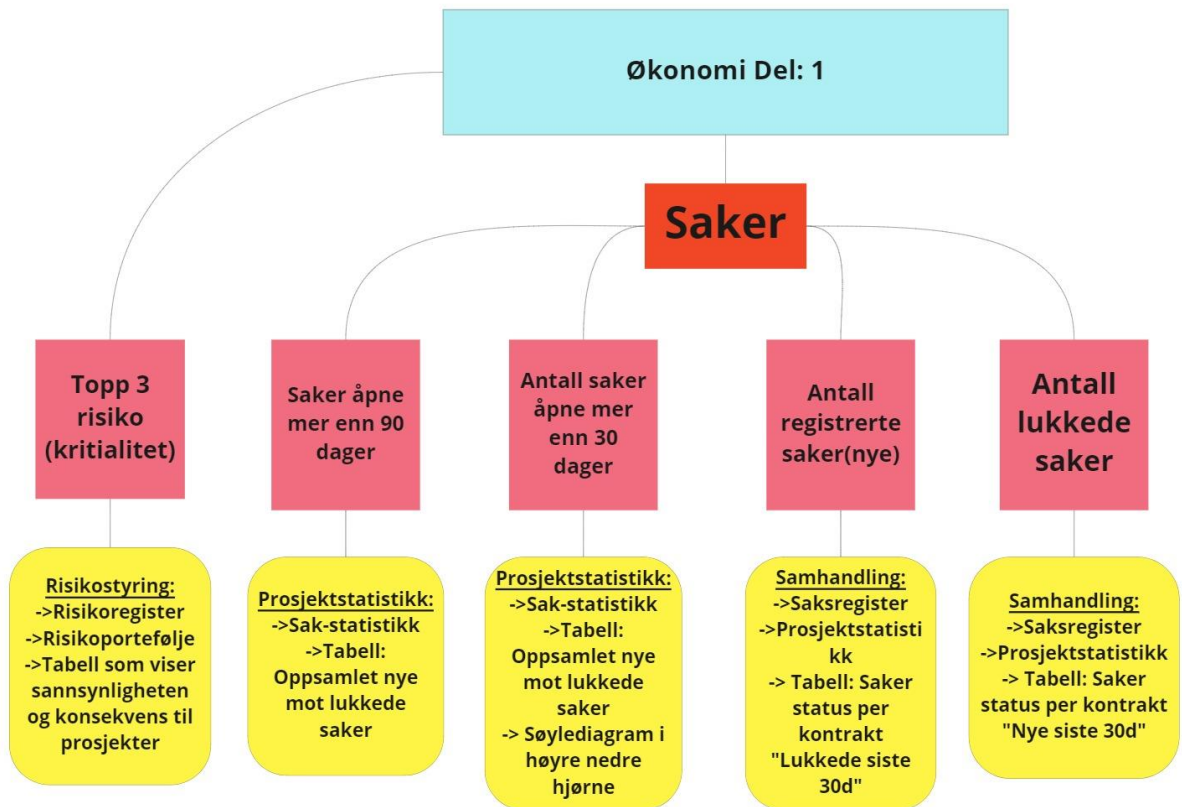 Økonomi Del: 1
Saker
Topp 3
risiko
(kritialitet)
Saker åpne
mer enn 90
dager
Antall saker
åpne mer
enn 30
dager
Antall
registrerte
saker(nye)
Antall
lukkede
saker
Risikostyring:
->Risikoregister
->Risikoportefølje
->Tabell som viser
sannsynligheten
og konsekvens til
prosjekter
Prosjektstatistikk:
->Sak-statistikk
->Tabell:
Oppsamlet nye
mot lukkede
saker
Prosjektstatistikk:
->Sak-statistikk
->Tabell:
Oppsamlet nye
mot lukkede
saker
-> Søylediagram i
høyre nedre
hjørne
Samhandling:
->Saksregister
->Prosjektstatisti
kk
-> Tabell: Saker
status per
kontrakt
"Lukkede siste
30d"
Samhandling:
->Saksregister
->Prosjektstatistikk
-> Tabell: Saker
status per kontrakt
"Nye siste 30d"